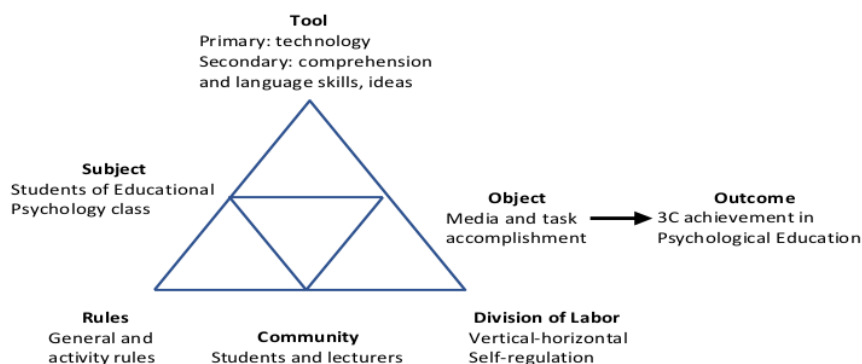 Tool
Primary: technology
Secondary: comprehension
and language skills, ideas
Subject
Students of Educational
Psychology class
Object
Media and task
accomplishment
Outcome
3C achievement in
Psychological Education
Rules
General and
activity rules
Community
Students and lecturers
Division of Labor
Vertical-horizontal
Self-regulation